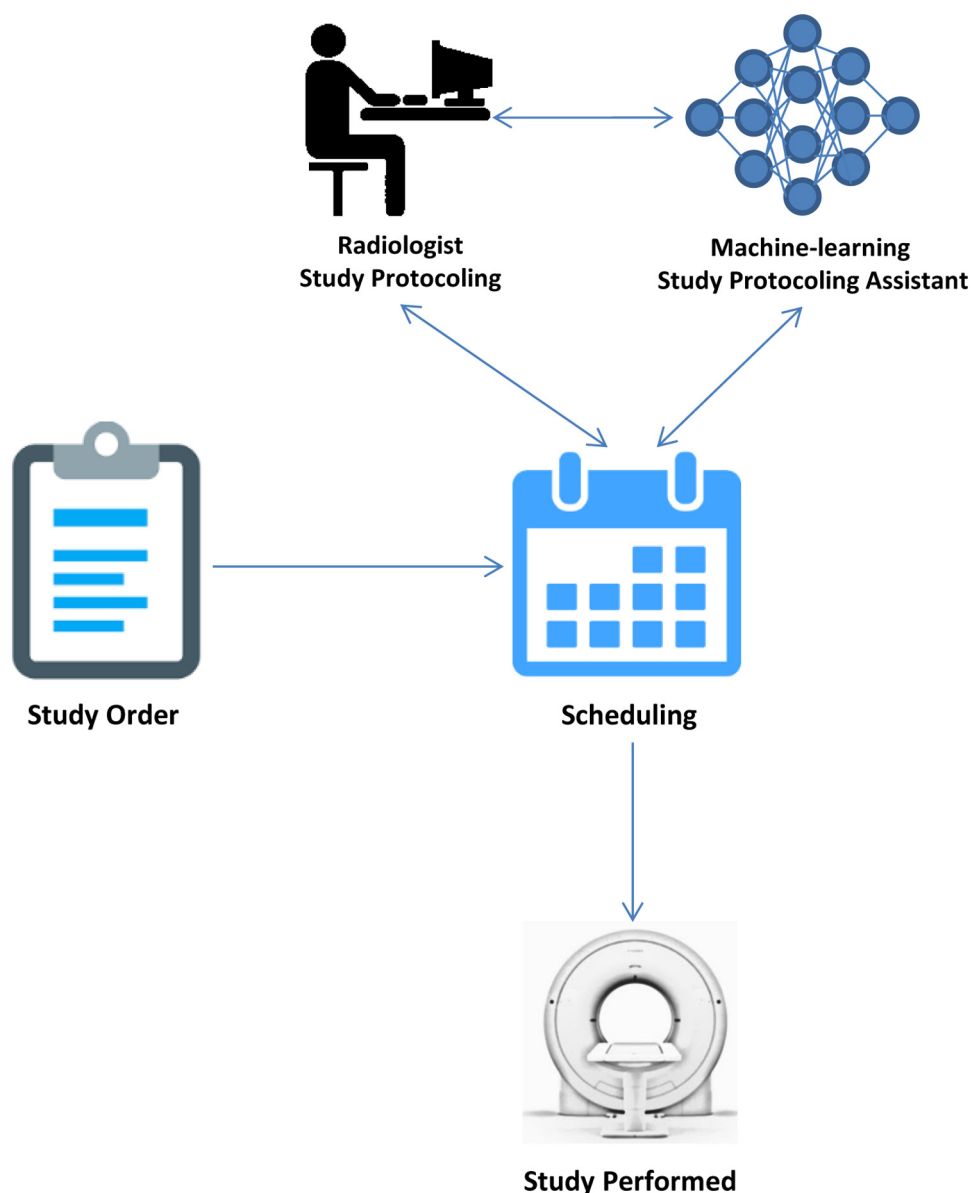 Radiologist
Study Protocoling
Machine-learning
Study Protocoling Assistant
Study Order
Scheduling
Study Performed